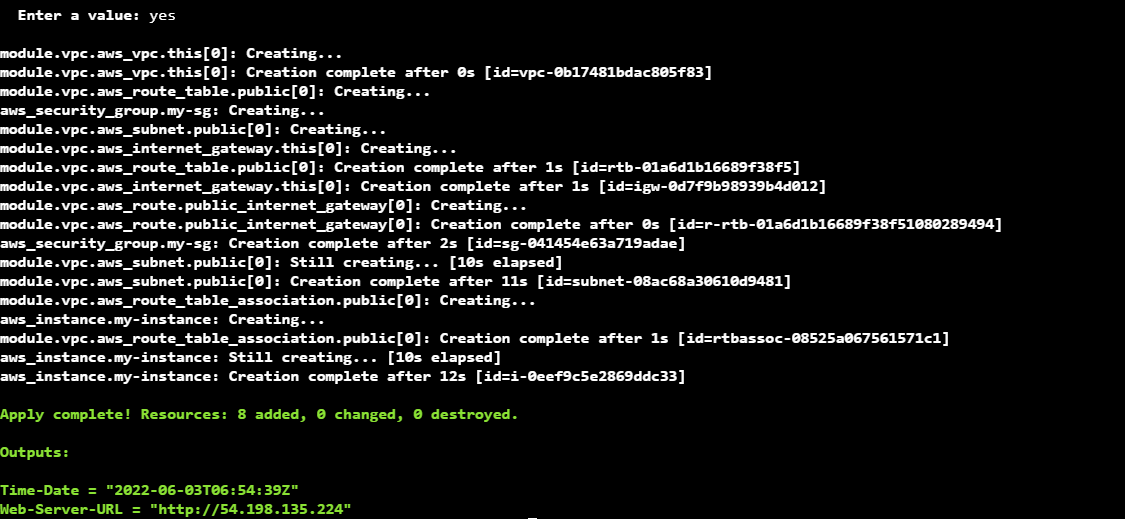 Enter a value: yes
module.vpc.aws_vpc.this[0]: Creating...
module.vpc.aws_vpc.this[0]: Creation complete after 0s [id=vpc-0b17481bdac805f83]
module.vpc.aws_route_table.public[0]: Creating...
aws_security_group.my-sg: Creating...
module.vpc.aws_subnet.public[0]: Creating...
module.vpc.aws_internet_gateway.this[0]: Creating...
module.vpc.aws_route_table.public[0]: Creation complete after 1s [id=rtb-01a6d1b16689f38f5]
module.vpc.aws_internet_gateway.this[0]: Creation complete after 1s [id=igw-0d7f9b98939b4d012]
module.vpc.aws_route.public_internet_gateway[0]: Creating...
module.vpc.aws_route.public_internet_gateway[0]: Creation complete after 0s [id=r-rtb-01a6d1b16689f38f51080289494]
aws_security_group.my-sg: Creation complete after 2s [id=sg-041454e63a719adae]
module.vpc.aws_subnet.public[0]: Still creating... [10s elapsed]
module.vpc.aws_subnet.public[0]: Creation complete after 11s [id=subnet-08ac68a30610d9481]
module.vpc.aws_route_table_association.public[0]: Creating...
aws_instance.my-instance: Creating...
module.vpc.aws_route_table_association.public[0]: Creation complete after 1s [id=rtbassoc-08525a067561571c1]
aws_instance.my-instance: Still creating... [10s elapsed]
aws_instance.my-instance: Creation complete after 12s [id=i-0eef9c5e2869ddc33]
Apply complete! Resources: 8 added, 0 changed, 0 destroyed.
Outputs:
Time-Date = "2022-06-03T06:54:39Z"
Web-Server-URL = "http://54.198.135.224"